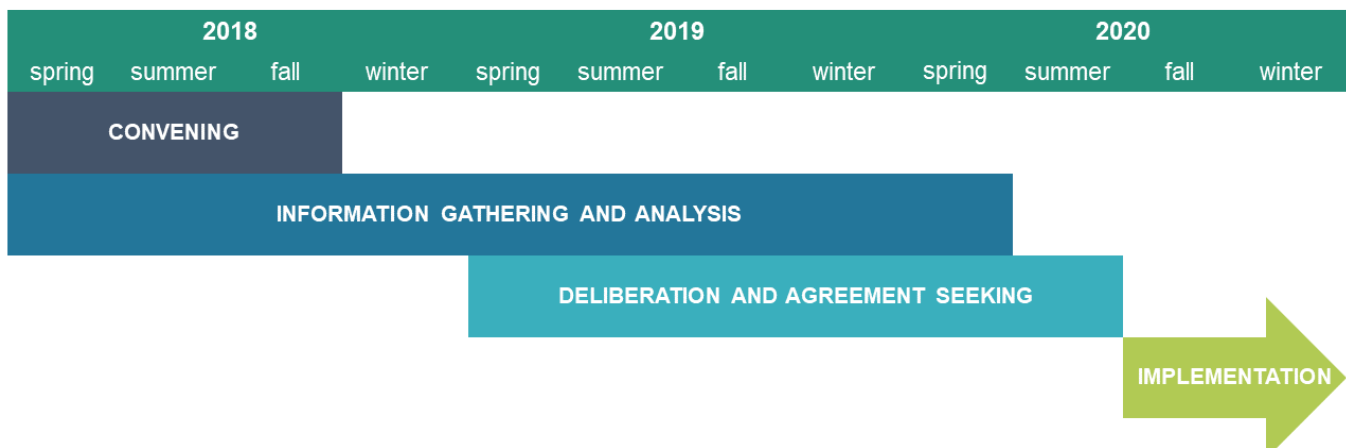 2018 2019 2020
spring summer fall winter spring summer fall winter spring summer fall winter
CONVENING
INFORMATION GATHERING AND ANALYSIS
DELIBERATION AND AGREEMENT SEEKING
IMPLEMENTATION